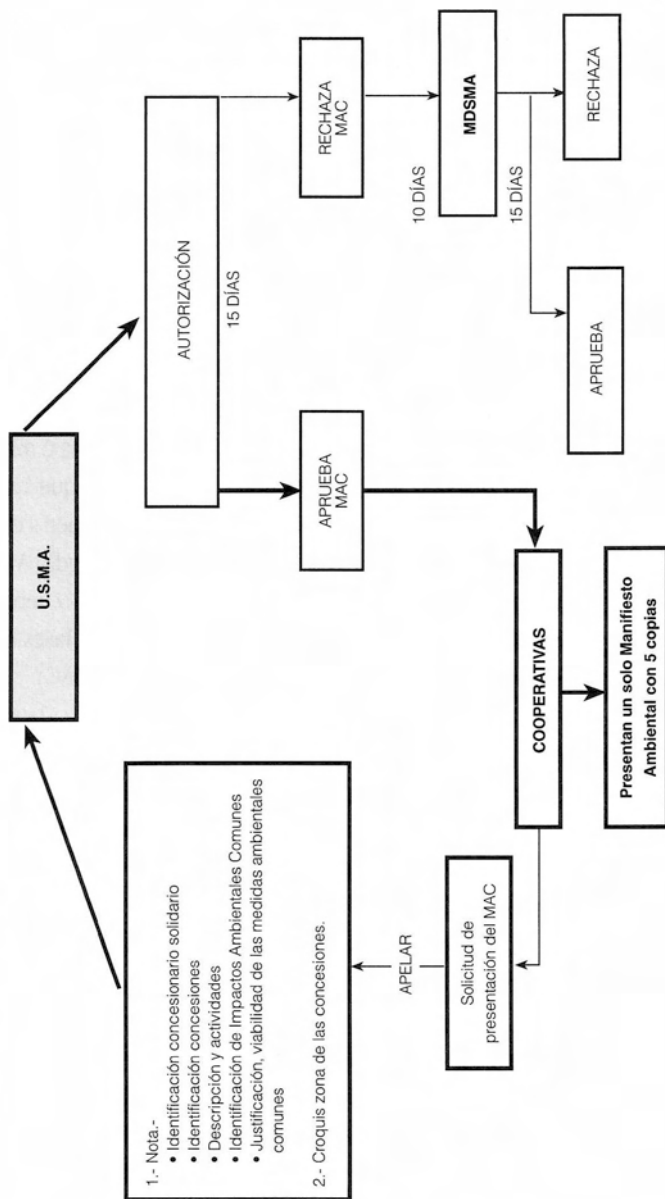 U.S.M.A.
1.- Nota.-
• Identificación concesionario solidario
• Identificación concesiones
• Descripción y actividades
• Identificación de Impactos Ambientales Comunes
• Justificación, viabilidad de las medidas ambientales
comunes
2.- Croquis zona de las concesiones.
AUTORIZACIÓN
15 DÍAS
APRUEBA
MAC
RECHAZA
MAC
APELAR
10 DÍAS
Solicitud de
presentación del MAC
COOPERATIVAS
MDSMA
15 DÍAS
Presentan un solo Manifiesto
Ambiental con 5 copias
APRUEBA
RECHAZA